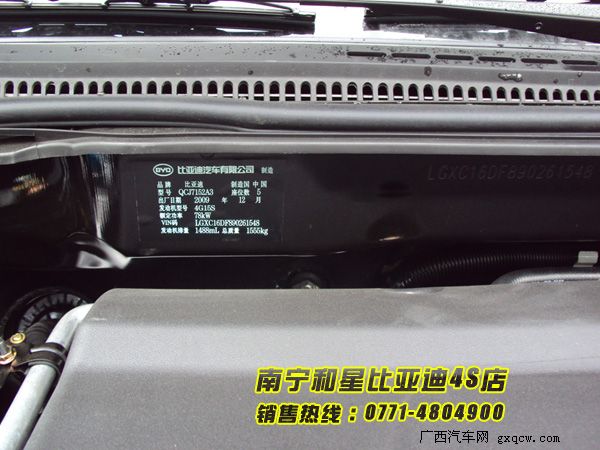 BYD 比亚迪汽车有限公司 制造
品牌 比亚迪 制造国 中国
型号 QCJ7152A3 座位数 5
出厂日期 2009 年 12 月
发动机型号 4G15S
额定功率 78kW
VIN码 LGXC16DF890261548
发动机排量 1488mL 总质量 1555kg
LGXC16DF890261548
南宁和星比亚迪4S店
销售热线：0771-4804900
广西汽车网 gxqcw.com